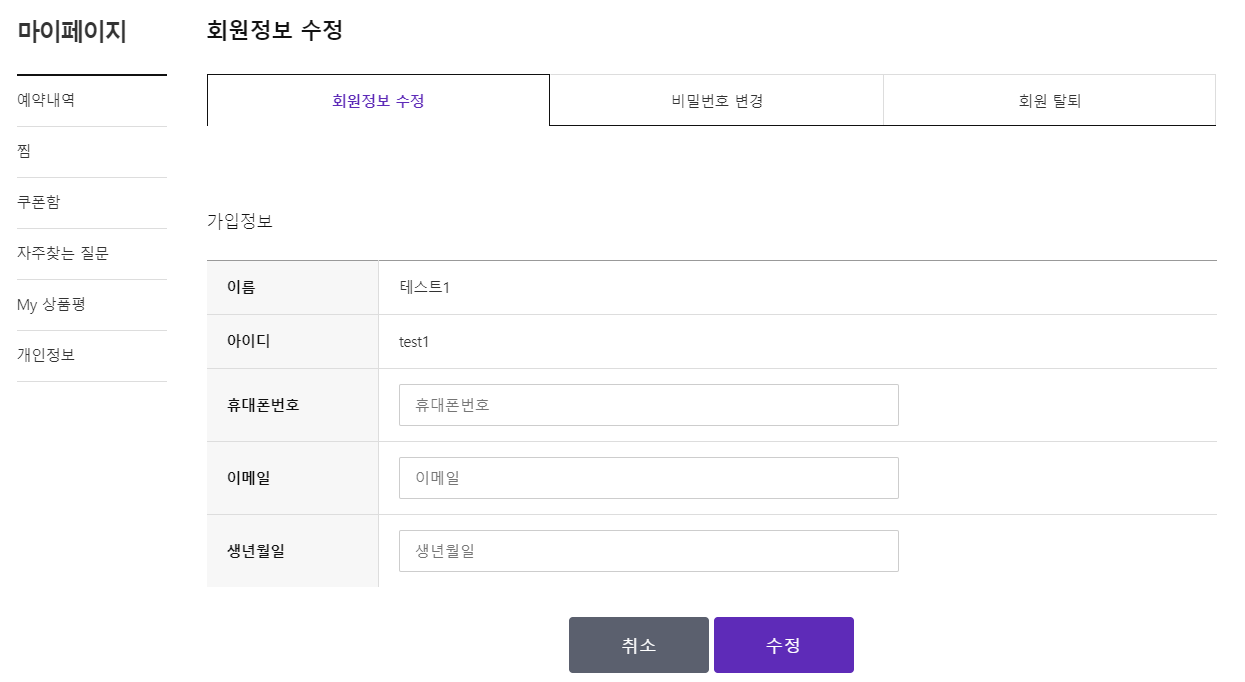 마이페이지
예약내역
찜
쿠폰함
자주찾는 질문
My 상품평
개인정보
회원정보 수정
회원정보 수정
비밀번호 변경
회원 탈퇴
가입정보
이름
테스트1
아이디
test1
휴대폰번호
휴대폰번호
이메일
이메일
생년월일
생년월일
취소
수정